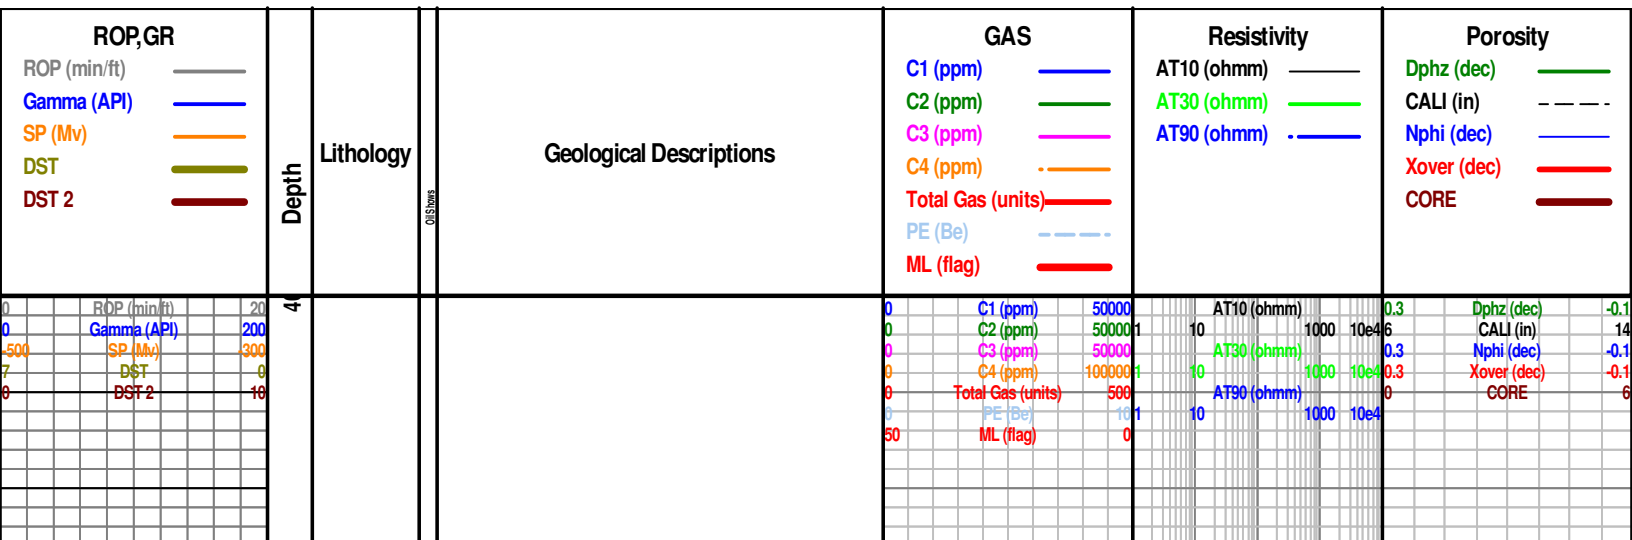 ROP,GR
ROP (min/ft)
Gamma (API)
SP (Mv)
DST
DST 2
Depth
Lithology
Oil Shows
Geological Descriptions
GAS
C1 (ppm)
C2 (ppm)
C3 (ppm)
C4 (ppm)
Total Gas (units)
PE (Be)
ML (flag)
Resistivity
AT10 (ohmm)
AT30 (ohmm)
AT90 (ohmm)
Porosity
Dphz (dec)
CALI (in)
Nphi (dec)
Xover (dec)
CORE
0 ROP (min/ft) 20
0 Gamma (API) 200
-500 SP (Mv) -300
7 DST 0
0 DST 2 10
0 C1 (ppm) 50000
0 C2 (ppm) 50000
0 C3 (ppm) 50000
0 C4 (ppm) 100000
0 Total Gas (units) 500
0 PE (Be) 10
50 ML (flag) 0
AT10 (ohmm)
1 10 1000 10e4
AT30 (ohmm)
1 10 1000 10e4
AT90 (ohmm)
1 10 1000 10e4
0.3 Dphz (dec) -0.1
6 CALI (in) 14
0.3 Nphi (dec) -0.1
0.3 Xover (dec) -0.1
0 CORE 6